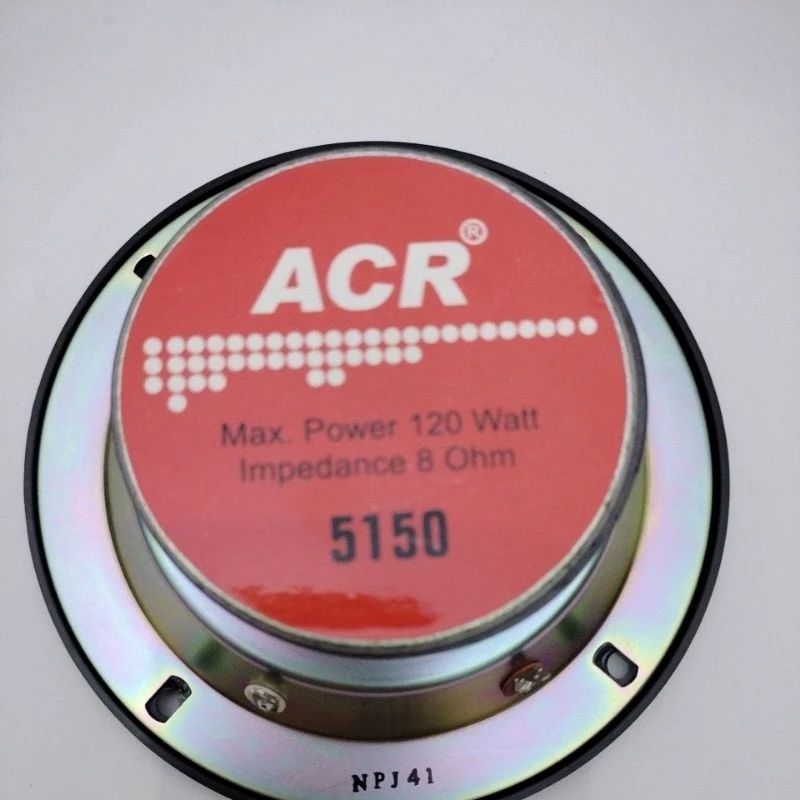 ACR®
Max. Power 120 Watt
Impedance 8 Ohm
5150
NPJ41